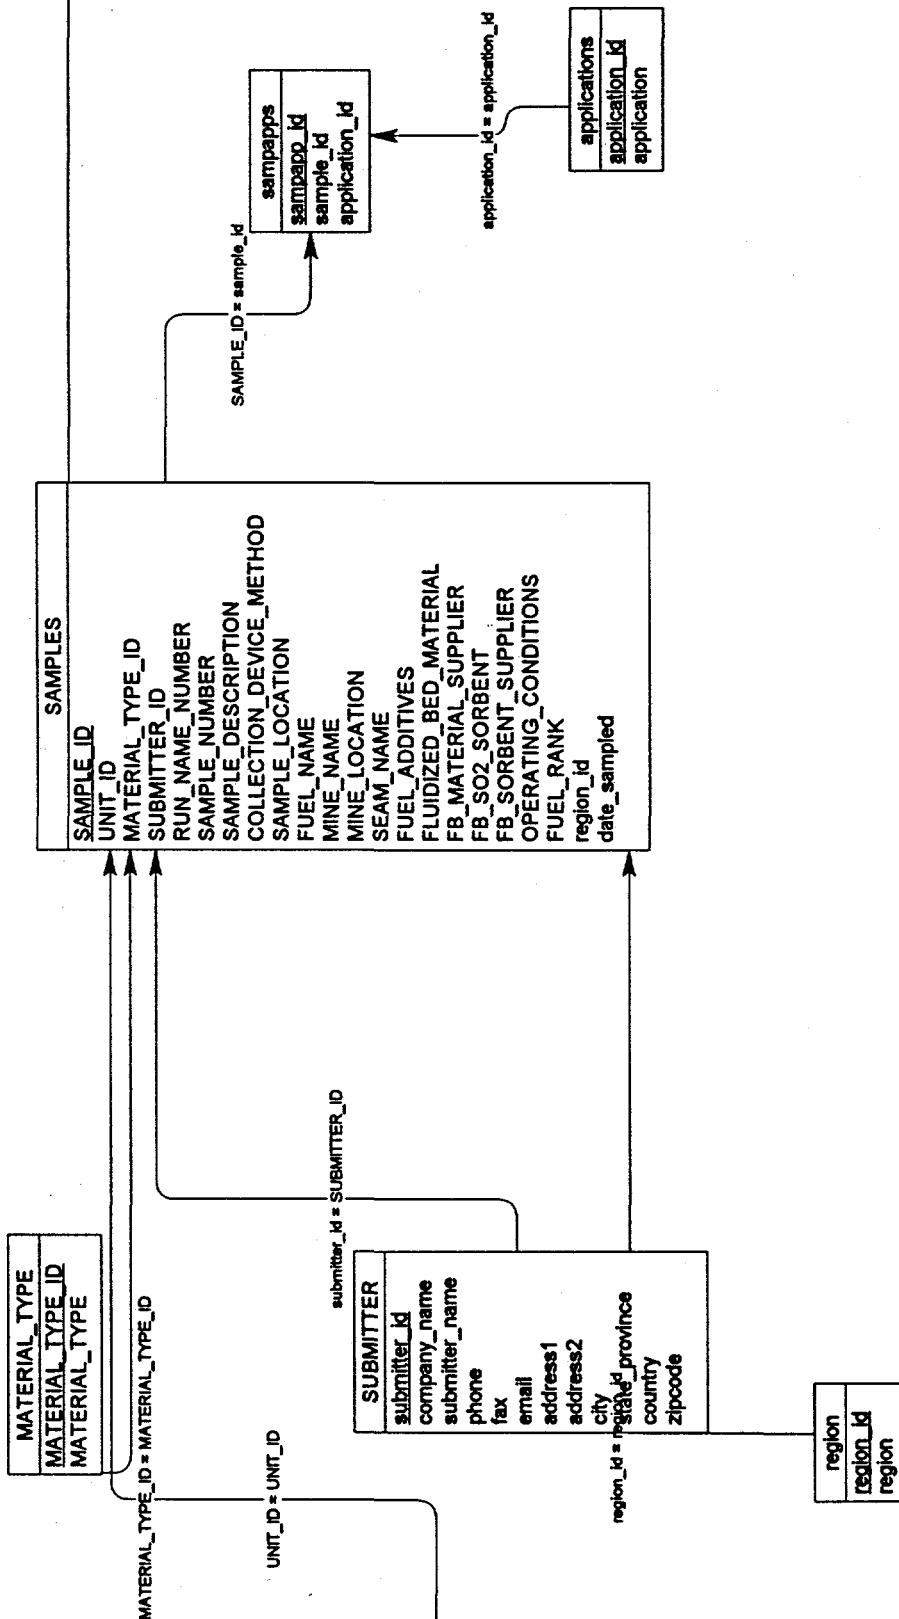 MATERIAL_TYPE
MATERIAL_TYPE_ID
MATERIAL_TYPE
MATERIAL_TYPE_ID = MATERIAL_TYPE_ID
UNIT_ID = UNIT_ID
submitter_id = SUBMITTER_ID
SUBMITTER
submitter_id
company_name
submitter_name
phone
fax
email
address1
address2
city
state_province
country
zipcode
region_id = region_id
region
region_id
region
SAMPLES
SAMPLE_ID
UNIT_ID
MATERIAL_TYPE_ID
SUBMITTER_ID
RUN_NAME_NUMBER
SAMPLE_NUMBER
SAMPLE_DESCRIPTION
COLLECTION_DEVICE_METHOD
SAMPLE_LOCATION
FUEL_NAME
MINE_NAME
MINE_LOCATION
SEAM_NAME
FUEL_ADDITIVES
FLUIDIZED_BED_MATERIAL
FB_MATERIAL_SUPPLIER
FB_SO2_SORBENT
FB_SORBENT_SUPPLIER
OPERATING_CONDITIONS
FUEL_RANK
region_id
date_sampled
SAMPLE_ID = sample_id
sampapps
sampapp_id
sample_id
application_id
application_id = application_id
applications
application_id
application